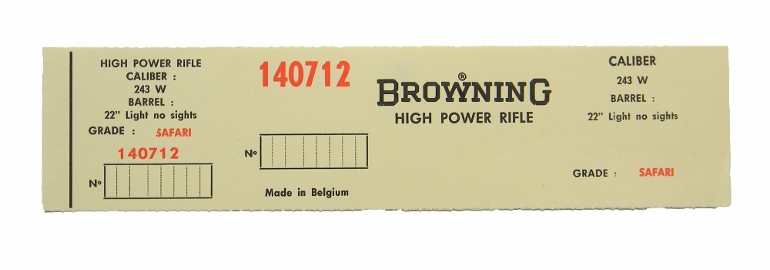 HIGH POWER RIFLE
CALIBER :
243 W
BARREL :
22" Light no sights
GRADE : SAFARI
140712
Nº
140712
Nº
Made in Belgium
BROWNING ®
HIGH POWER RIFLE
CALIBER
243 W
BARREL :
22" Light no sights
GRADE : SAFARI